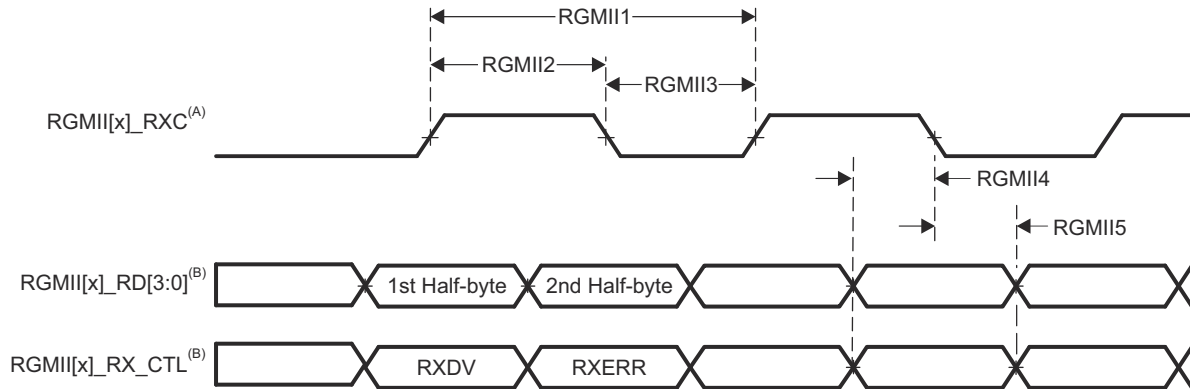 RGMII1
RGMII2
RGMII3
RGMII[x]_RXC(A)
RGMII4
RGMII5
RGMII[x]_RD[3:0](B)
1st Half-byte
2nd Half-byte
RGMII[x]_RX_CTL(B)
RXDV
RXERR